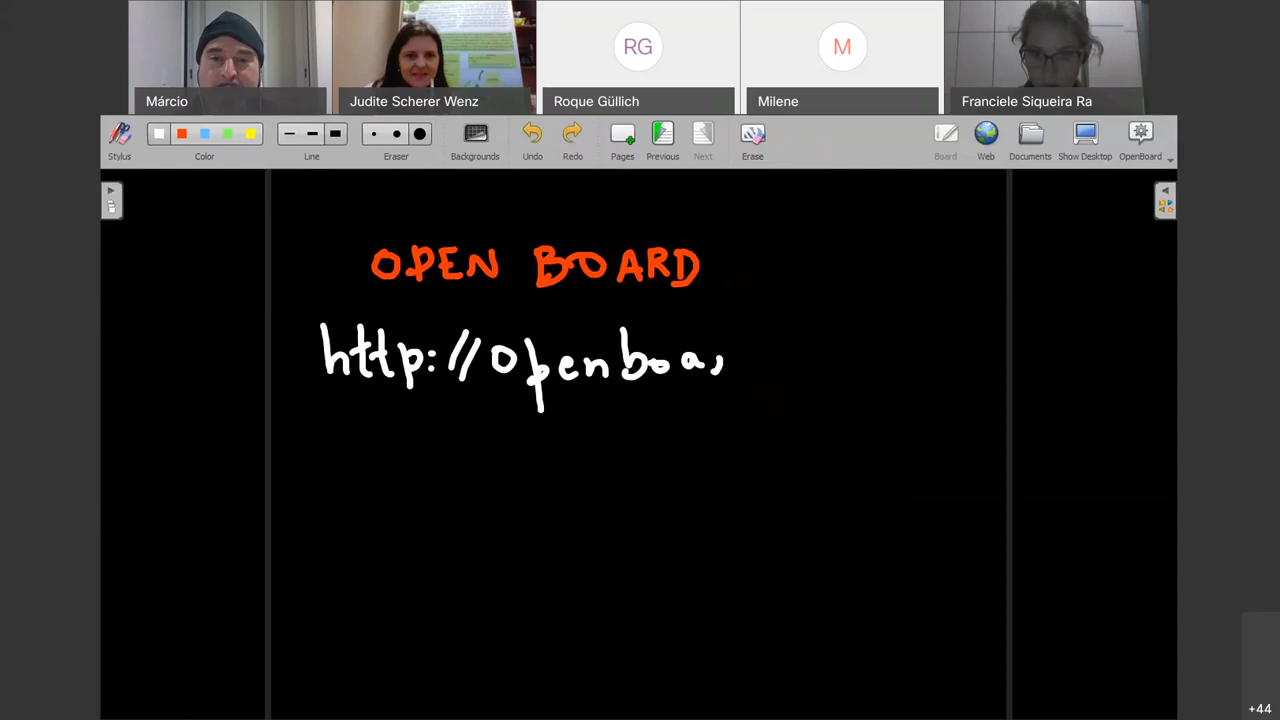 RG
M
Márcio
Judite Scherer Wenz
Roque Güllich
Milene
Franciele Siqueira Ra
Stylus
Color
Line
Eraser
Backgrounds
Undo
Redo
Pages
Previous
Next
Erase
Board
Web
Documents
Show Desktop
OpenBoard
OPEN BOARD
http://openboa
+44